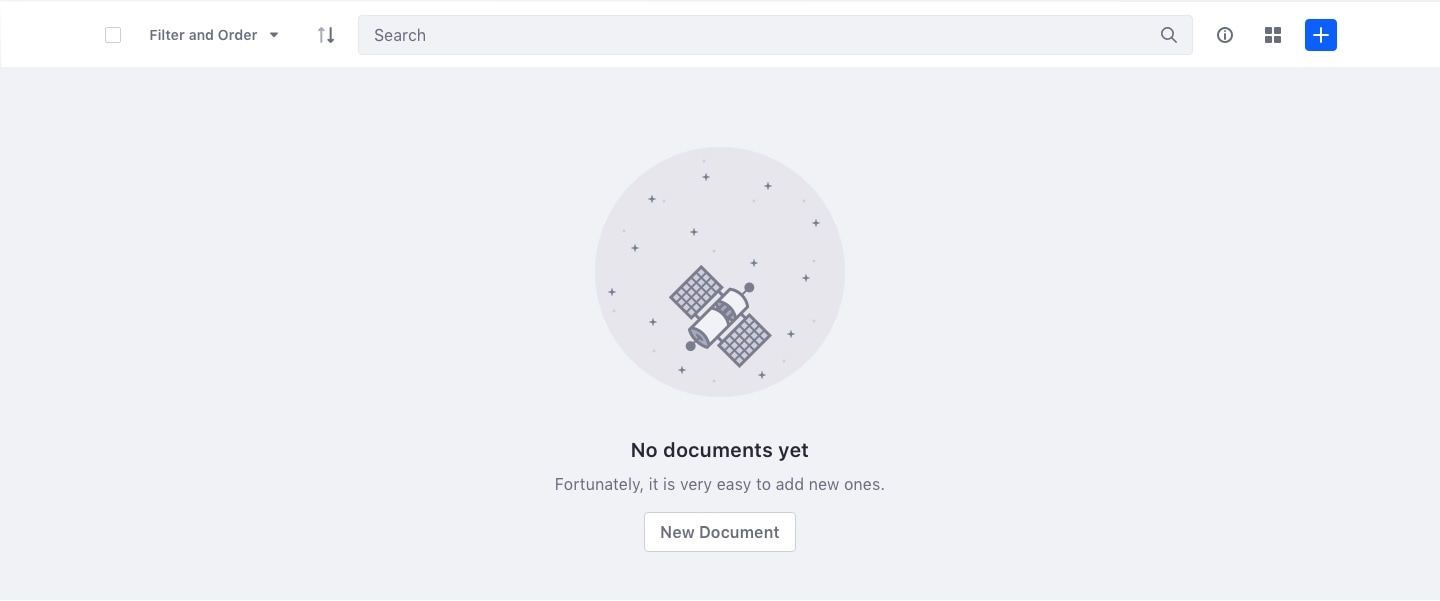 Filter and Order
Search
No documents yet
Fortunately, it is very easy to add new ones.
New Document